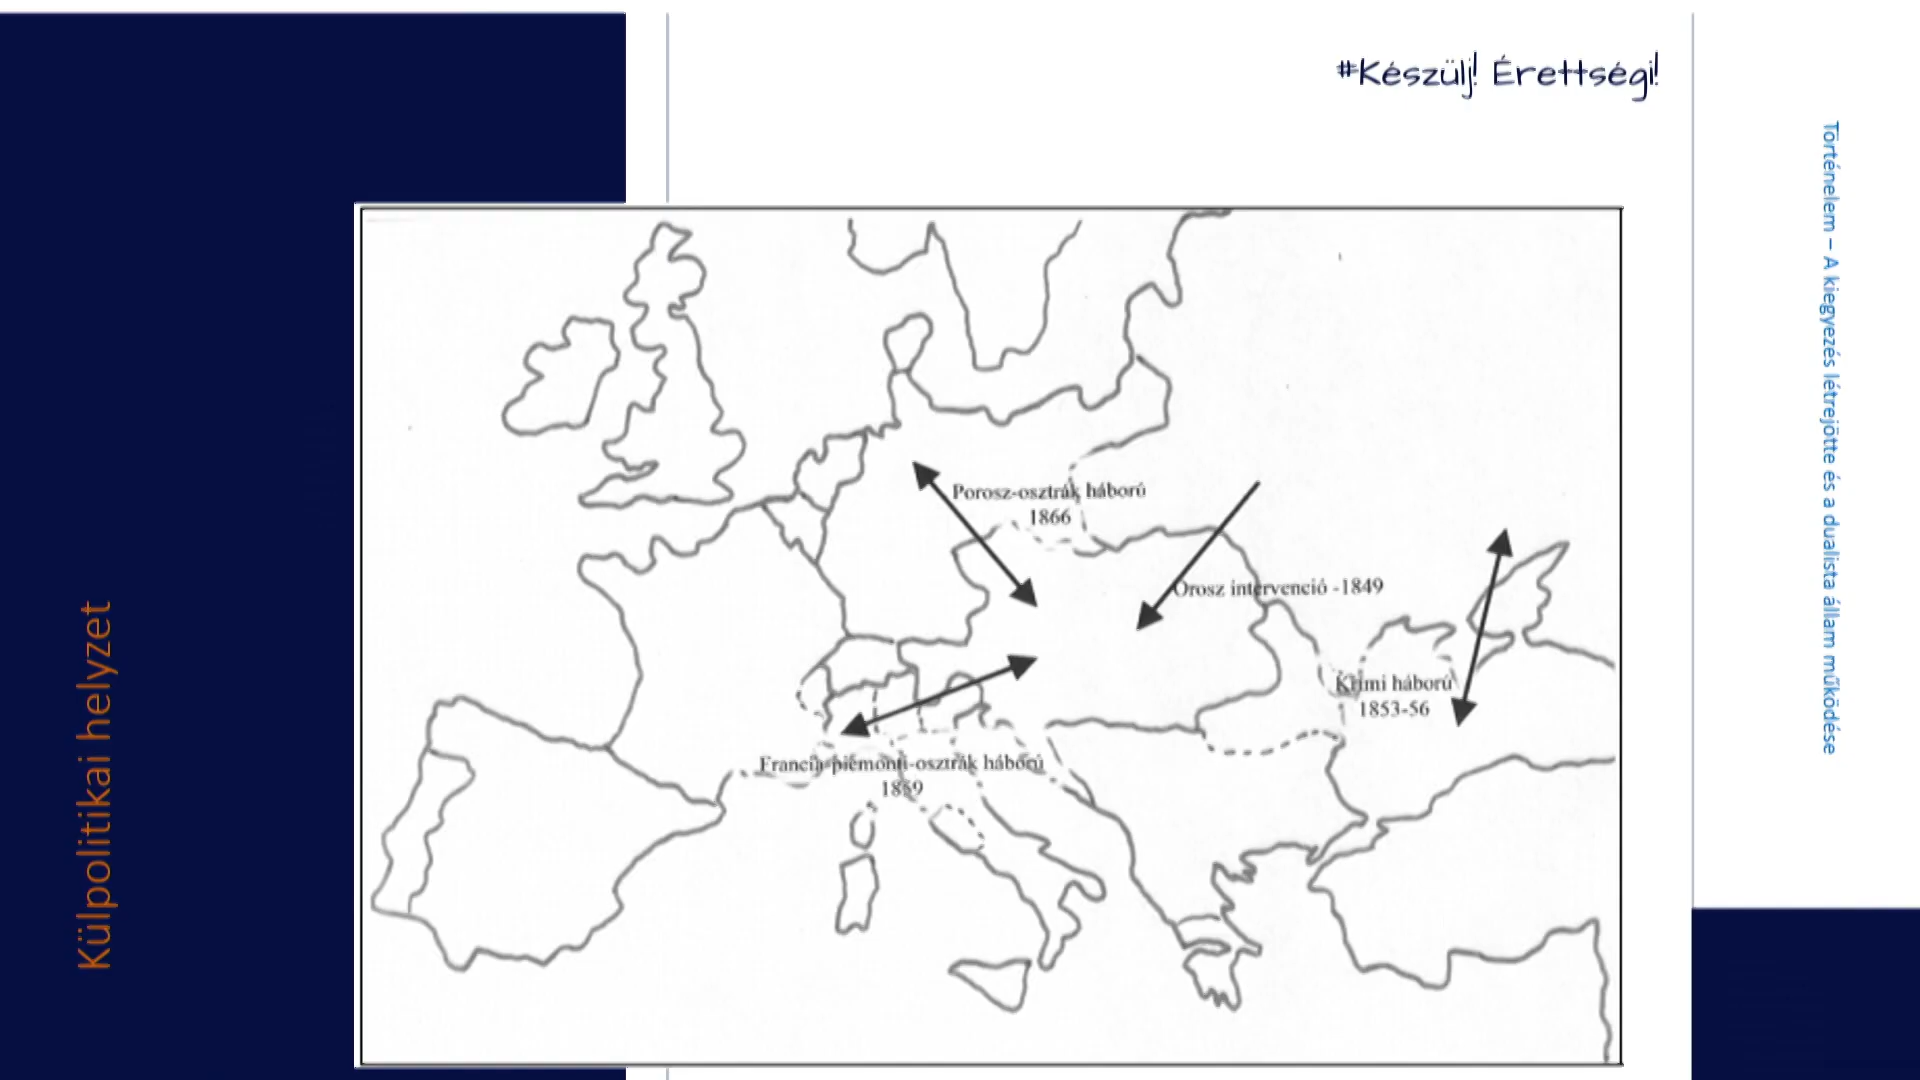 #Készülj! Érettségi!
Történelem – A kiegyezés létrejötte és a dualista állam működése
Külpolitikai helyzet
Porosz-osztrák háború
1866
Orosz intervenció -1849
Krimi háború
1853-56
Francia-piemonti-osztrák háború
1859